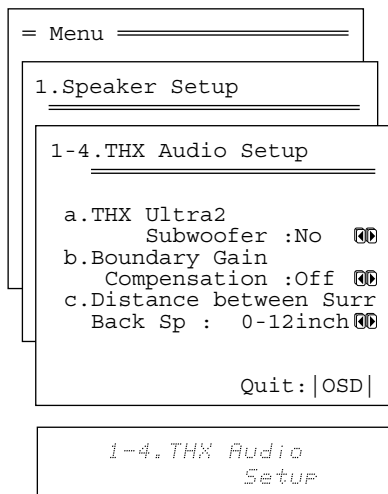 = Menu
1.Speaker Setup
1-4.THX Audio Setup
a.THX Ultra2
Subwoofer :No
b.Boundary Gain
Compensation :Off
c.Distance between Surr
Back Sp : 0-12inch
Quit:|OSD|
1-4.THX Audio
Setup